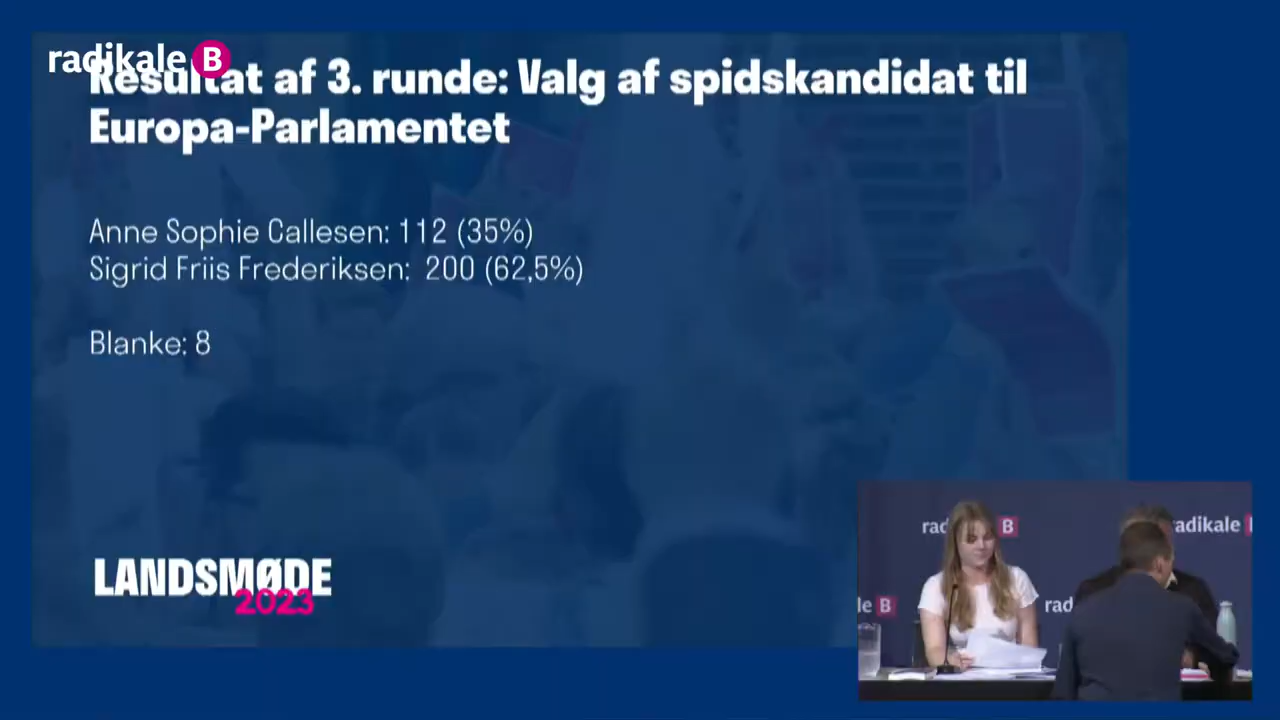 radikale B
Resultat af 3. runde: Valg af spidskandidat til
Europa-Parlamentet
Anne Sophie Callesen: 112 (35%)
Sigrid Friis Frederiksen: 200 (62,5%)
Blanke: 8
LANDSMØDE
2023
rad B
radikale
le B
rad